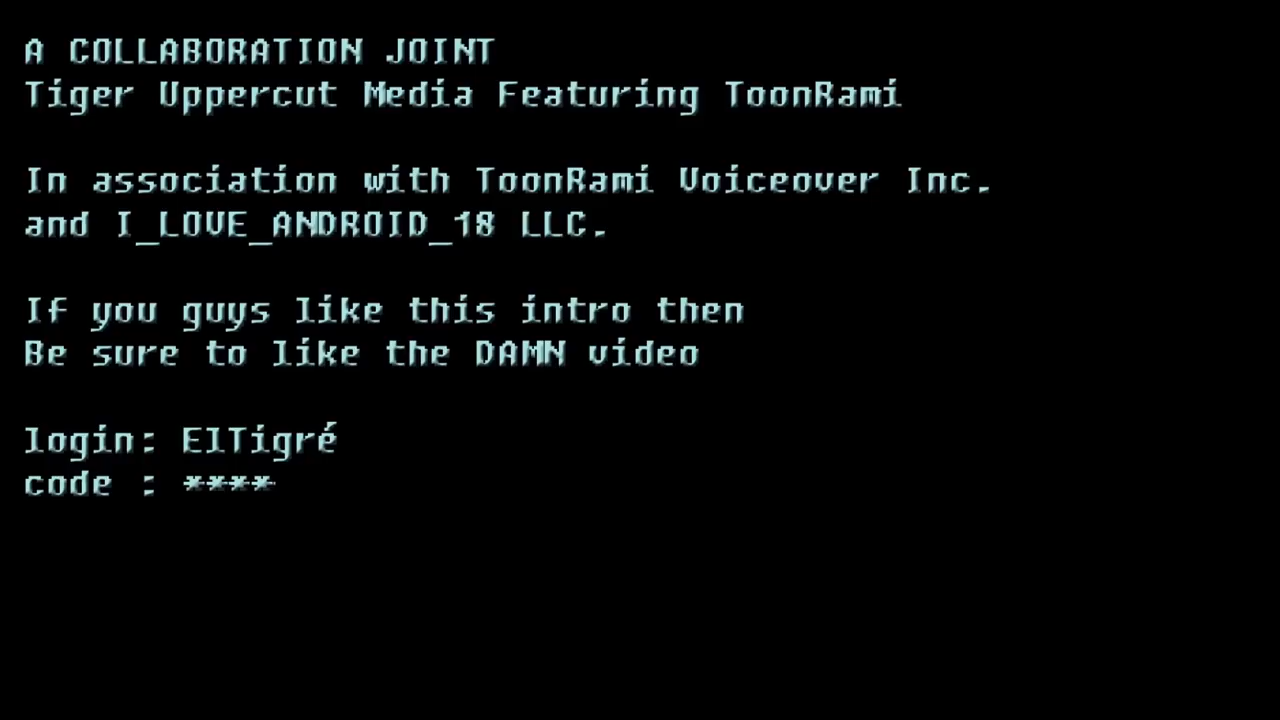 A COLLABORATION JOINT
Tiger Uppercut Media Featuring ToonRami
In association with ToonRami Voiceover Inc.
and I_LOVE_ANDROID_18 LLC.
If you guys like this intro then
Be sure to like the DAMN video
login: ElTigré
code : ****